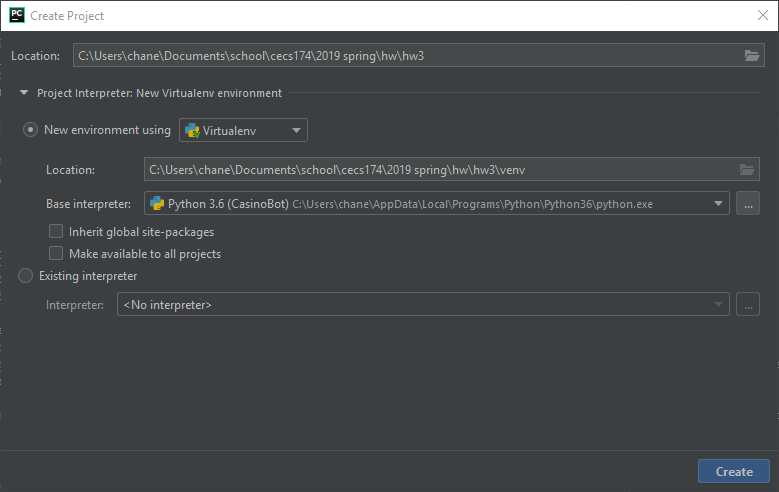 PC Create Project
Location: C:\Users\chane\Documents\school\cecs174\2019 spring\hw\hw3
Project Interpreter: New Virtualenv environment
New environment using Virtualenv
Location: C:\Users\chane\Documents\school\cecs174\2019 spring\hw\hw3\venv
Base interpreter: Python 3.6 (CasinoBot) C:\Users\chane\AppData\Local\Programs\Python\Python36\python.exe ...
Inherit global site-packages
Make available to all projects
Existing interpreter
Interpreter: <No interpreter> ...
Create